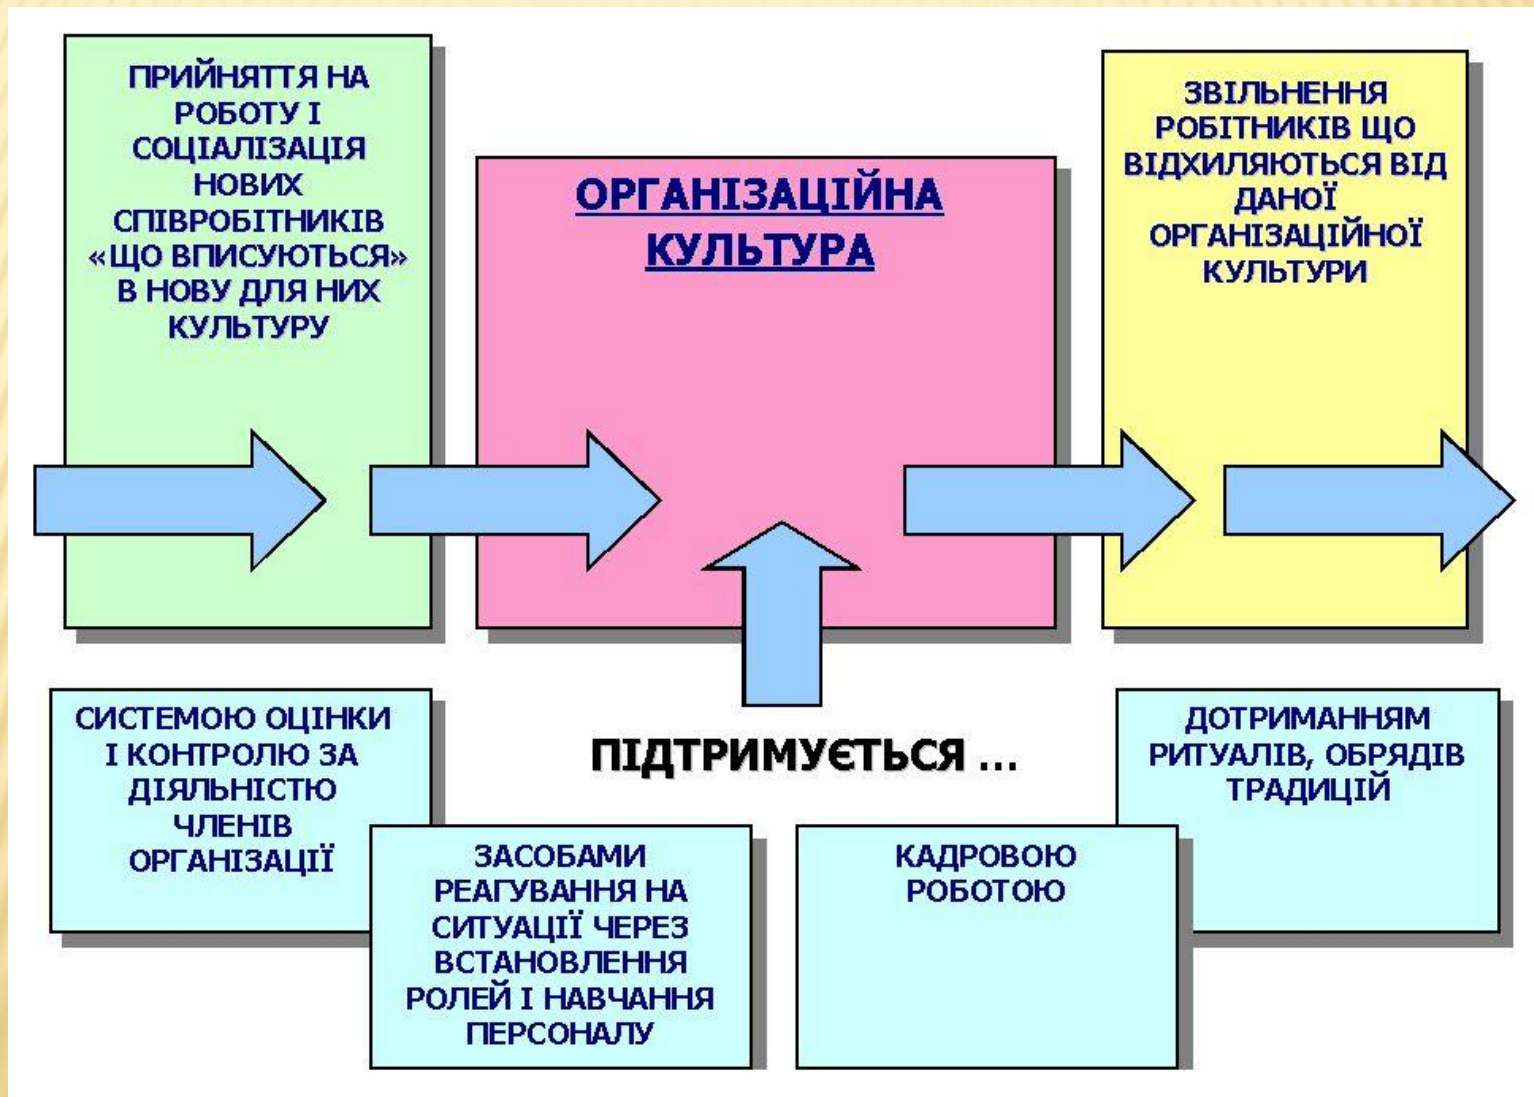 ПРИЙНЯТТЯ НА
РОБОТУ І
СОЦІАЛІЗАЦІЯ
НОВИХ
СПІВРОБІТНИКІВ
«ЩО ВПИСУЮТЬСЯ»
В НОВУ ДЛЯ НИХ
КУЛЬТУРУ
ОРГАНІЗАЦІЙНА
КУЛЬТУРА
ЗВІЛЬНЕННЯ
РОБІТНИКІВ ЩО
ВІДХИЛЯЮТЬСЯ ВІД
ДАНОЇ
ОРГАНІЗАЦІЙНОЇ
КУЛЬТУРИ
ПІДТРИМУЄТЬСЯ ...
СИСТЕМОЮ ОЦІНКИ
І КОНТРОЛЮ ЗА
ДІЯЛЬНІСТЮ
ЧЛЕНІВ
ОРГАНІЗАЦІЇ
ЗАСОБАМИ
РЕАГУВАННЯ НА
СИТУАЦІЇ ЧЕРЕЗ
ВСТАНОВЛЕННЯ
РОЛЕЙ І НАВЧАННЯ
ПЕРСОНАЛУ
КАДРОВОЮ
РОБОТОЮ
ДОТРИМАННЯМ
РИТУАЛІВ, ОБРЯДІВ
ТРАДИЦІЙ